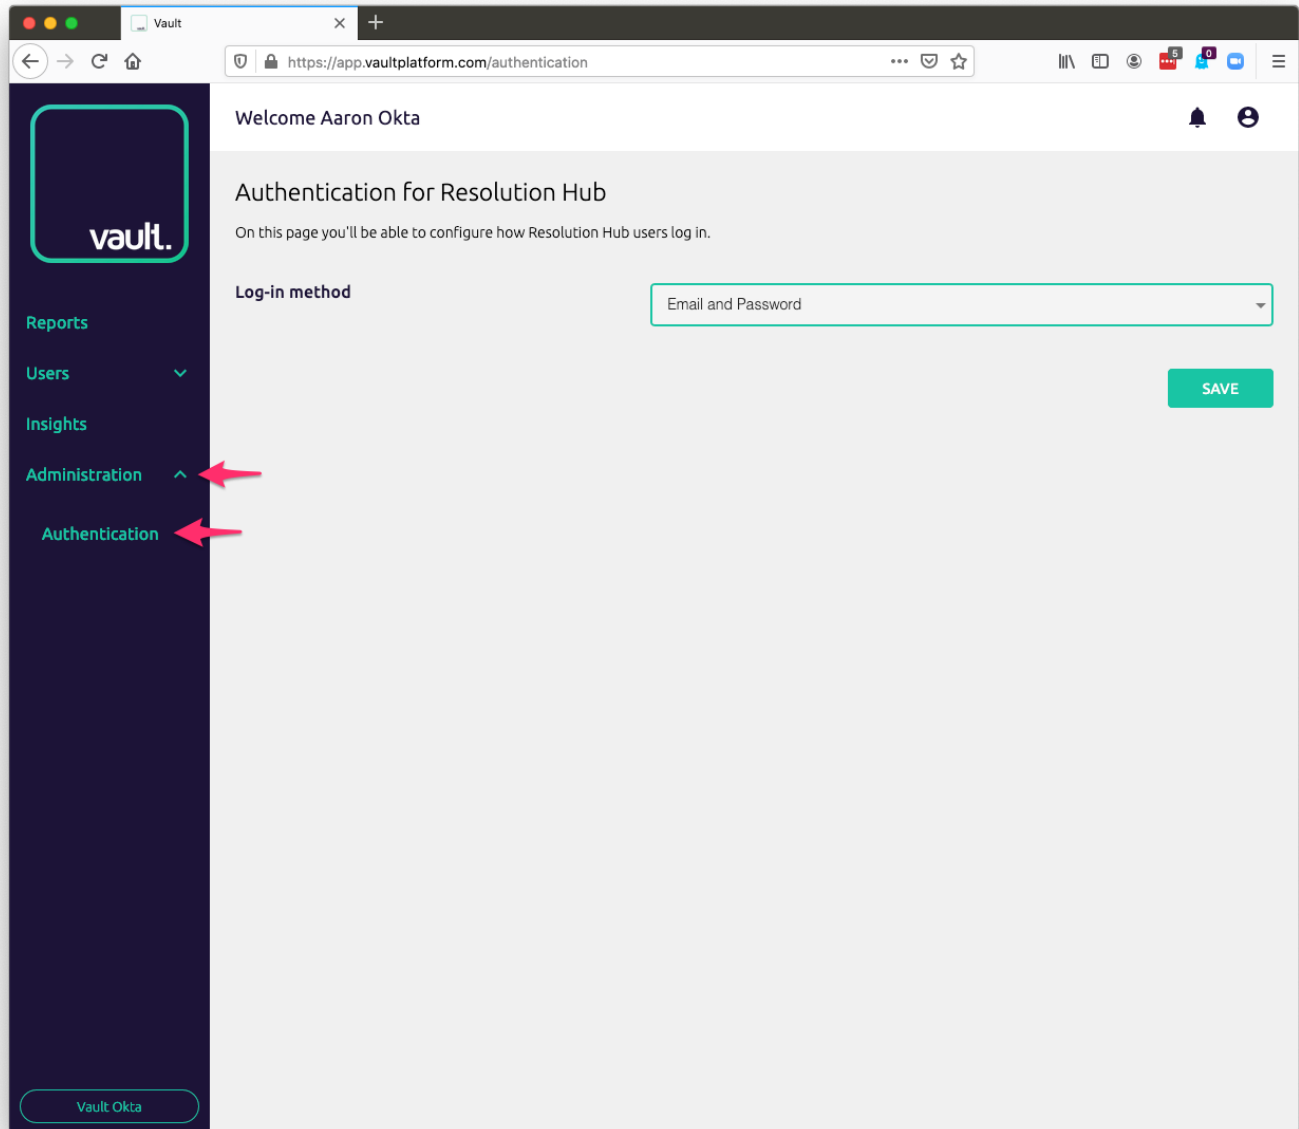 Vault
https://app.vaultplatform.com/authentication
5
0
vault.
Welcome Aaron Okta
Authentication for Resolution Hub
On this page you'll be able to configure how Resolution Hub users log in.
Log-in method
Email and Password
SAVE
Reports
Users
Insights
Administration
Authentication
Vault Okta